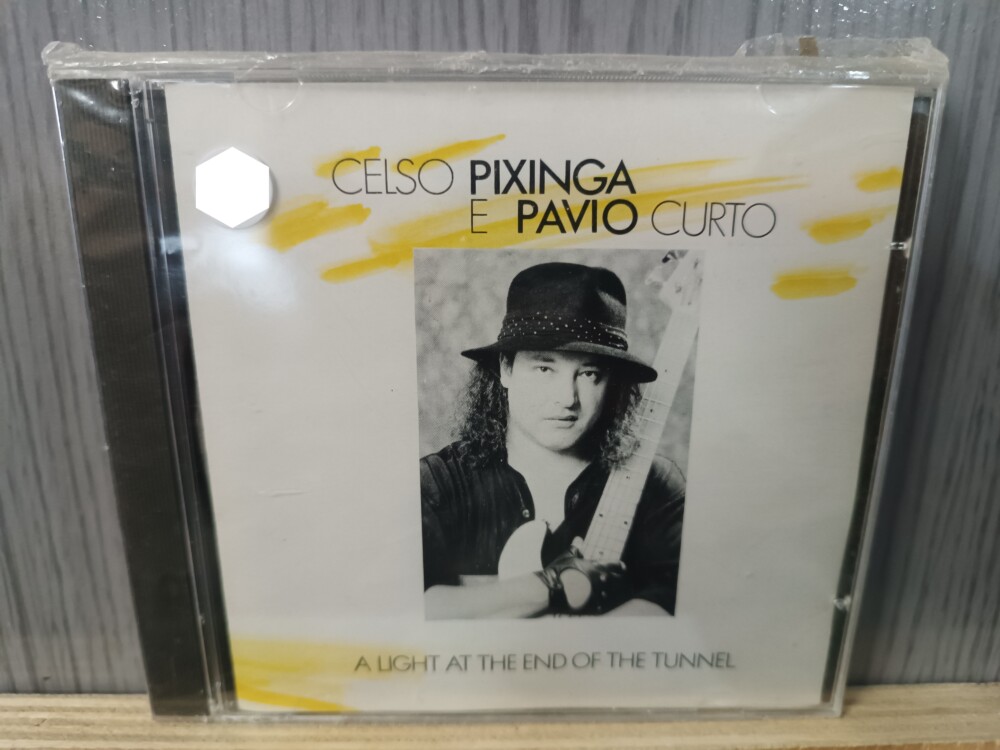 CELSO PIXINGA
E PAVIO CURTO
A LIGHT AT THE END OF THE TUNNEL